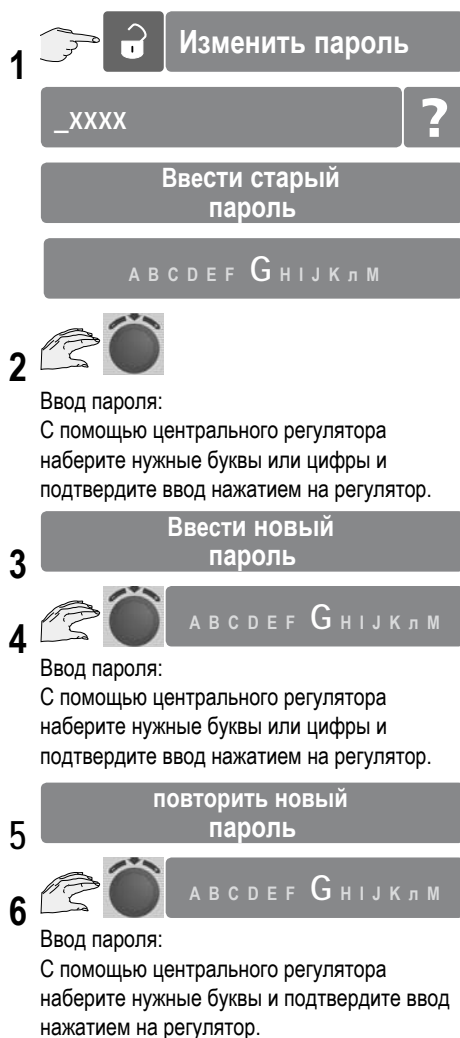 1 Изменить пароль
_xxxx ?
Ввести старый
пароль
A B C D E F G H I J K л M
2
Ввод пароля:
С помощью центрального регулятора
наберите нужные буквы или цифры и
подтвердите ввод нажатием на регулятор.
Ввести новый
3 пароль
4 A B C D E F G H I J K л M
Ввод пароля:
С помощью центрального регулятора
наберите нужные буквы или цифры и
подтвердите ввод нажатием на регулятор.
повторить новый
5 пароль
6 A B C D E F G H I J K л M
Ввод пароля:
С помощью центрального регулятора
наберите нужные буквы и подтвердите ввод
нажатием на регулятор.